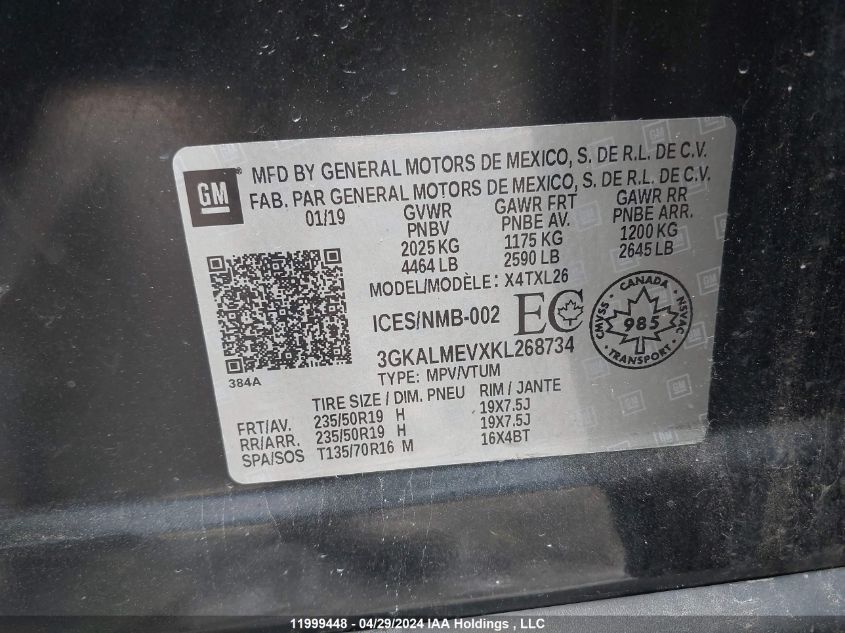 GM
MFD BY GENERAL MOTORS DE MEXICO, S. DE R.L. DE C.V.
FAB. PAR GENERAL MOTORS DE MEXICO, S. DE R.L. DE C.V.
01/19 GVWR GAWR FRT GAWR RR
PNBV PNBE AV. PNBE ARR.
2025 KG 1175 KG 1200 KG
4464 LB 2590 LB 2645 LB
MODEL/MODÈLE: X4TXL26
ICES/NMB-002 EC
CANADA
CMVSS 985 NSVAC
TRANSPORT
3GKALMEVXKL268734
384A
TYPE: MPV/VTUM
TIRE SIZE / DIM. PNEU RIM / JANTE
FRT/AV. 235/50R19 H 19X7.5J
RR/ARR. 235/50R19 H 19X7.5J
SPA/SOS T135/70R16 M 16X4BT
11999448 - 04/29/2024 IAA Holdings , LLC